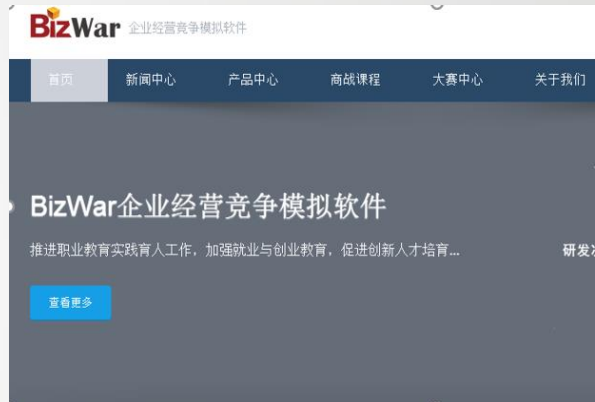 BizWar 企业经营竞争模拟软件
首页 新闻中心 产品中心 商战课程 大赛中心 关于我们
BizWar企业经营竞争模拟软件
推进职业教育实践育人工作，加强就业与创业教育，促进创新人才培育...
研发
查看更多